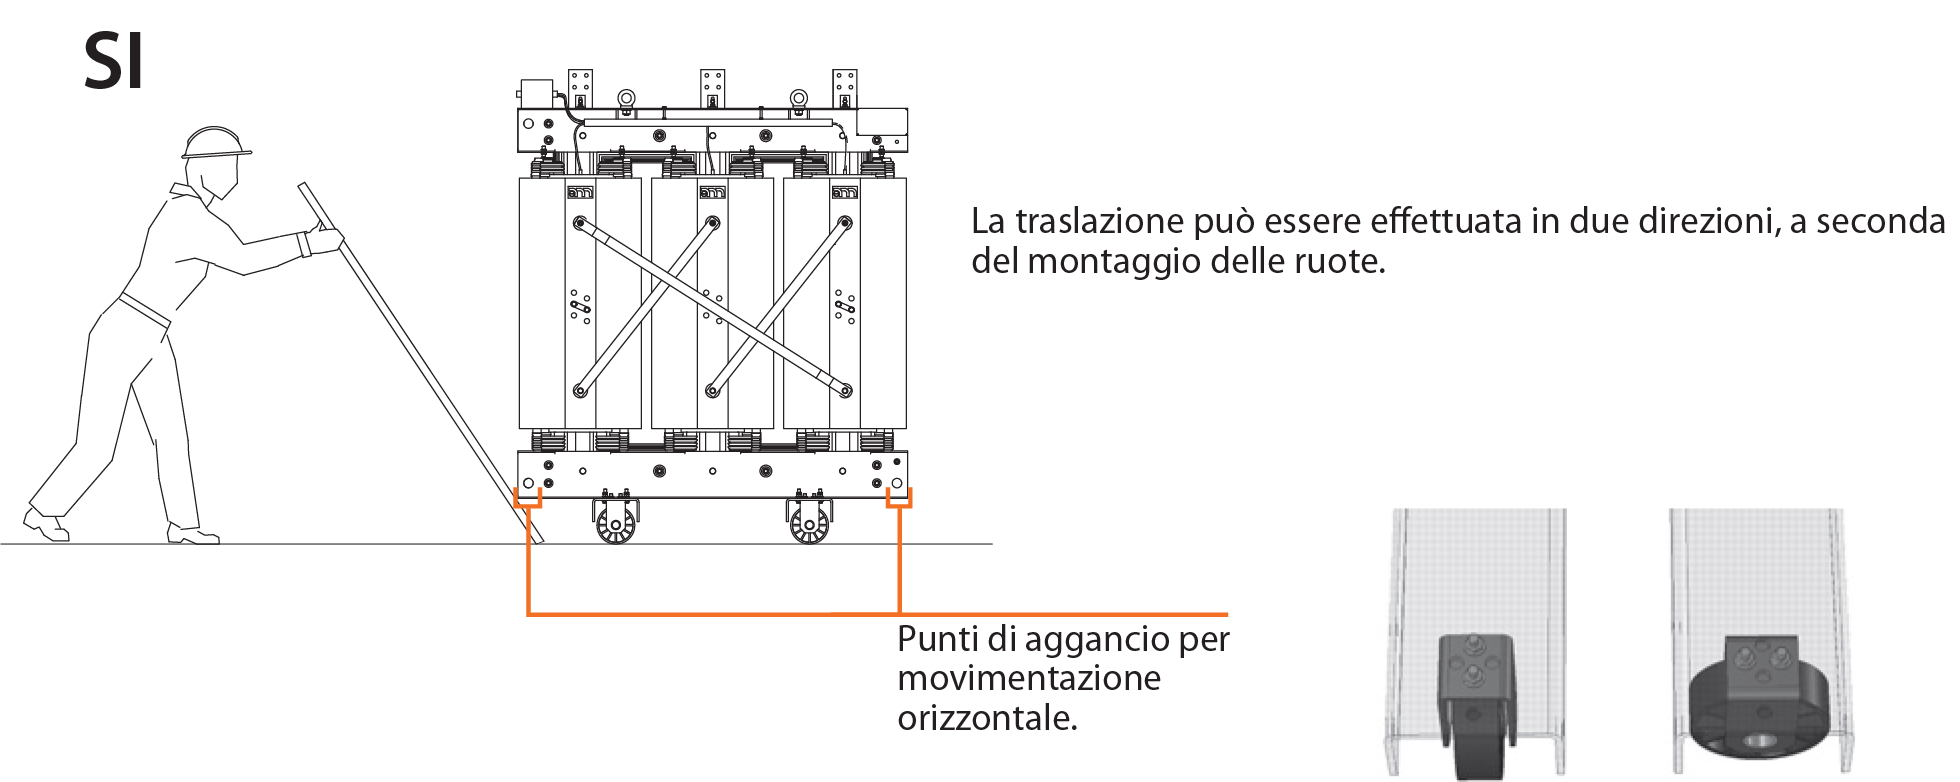 SI
La traslazione può essere effettuata in due direzioni, a seconda
del montaggio delle ruote.
Punti di aggancio per
movimentazione
orizzontale.